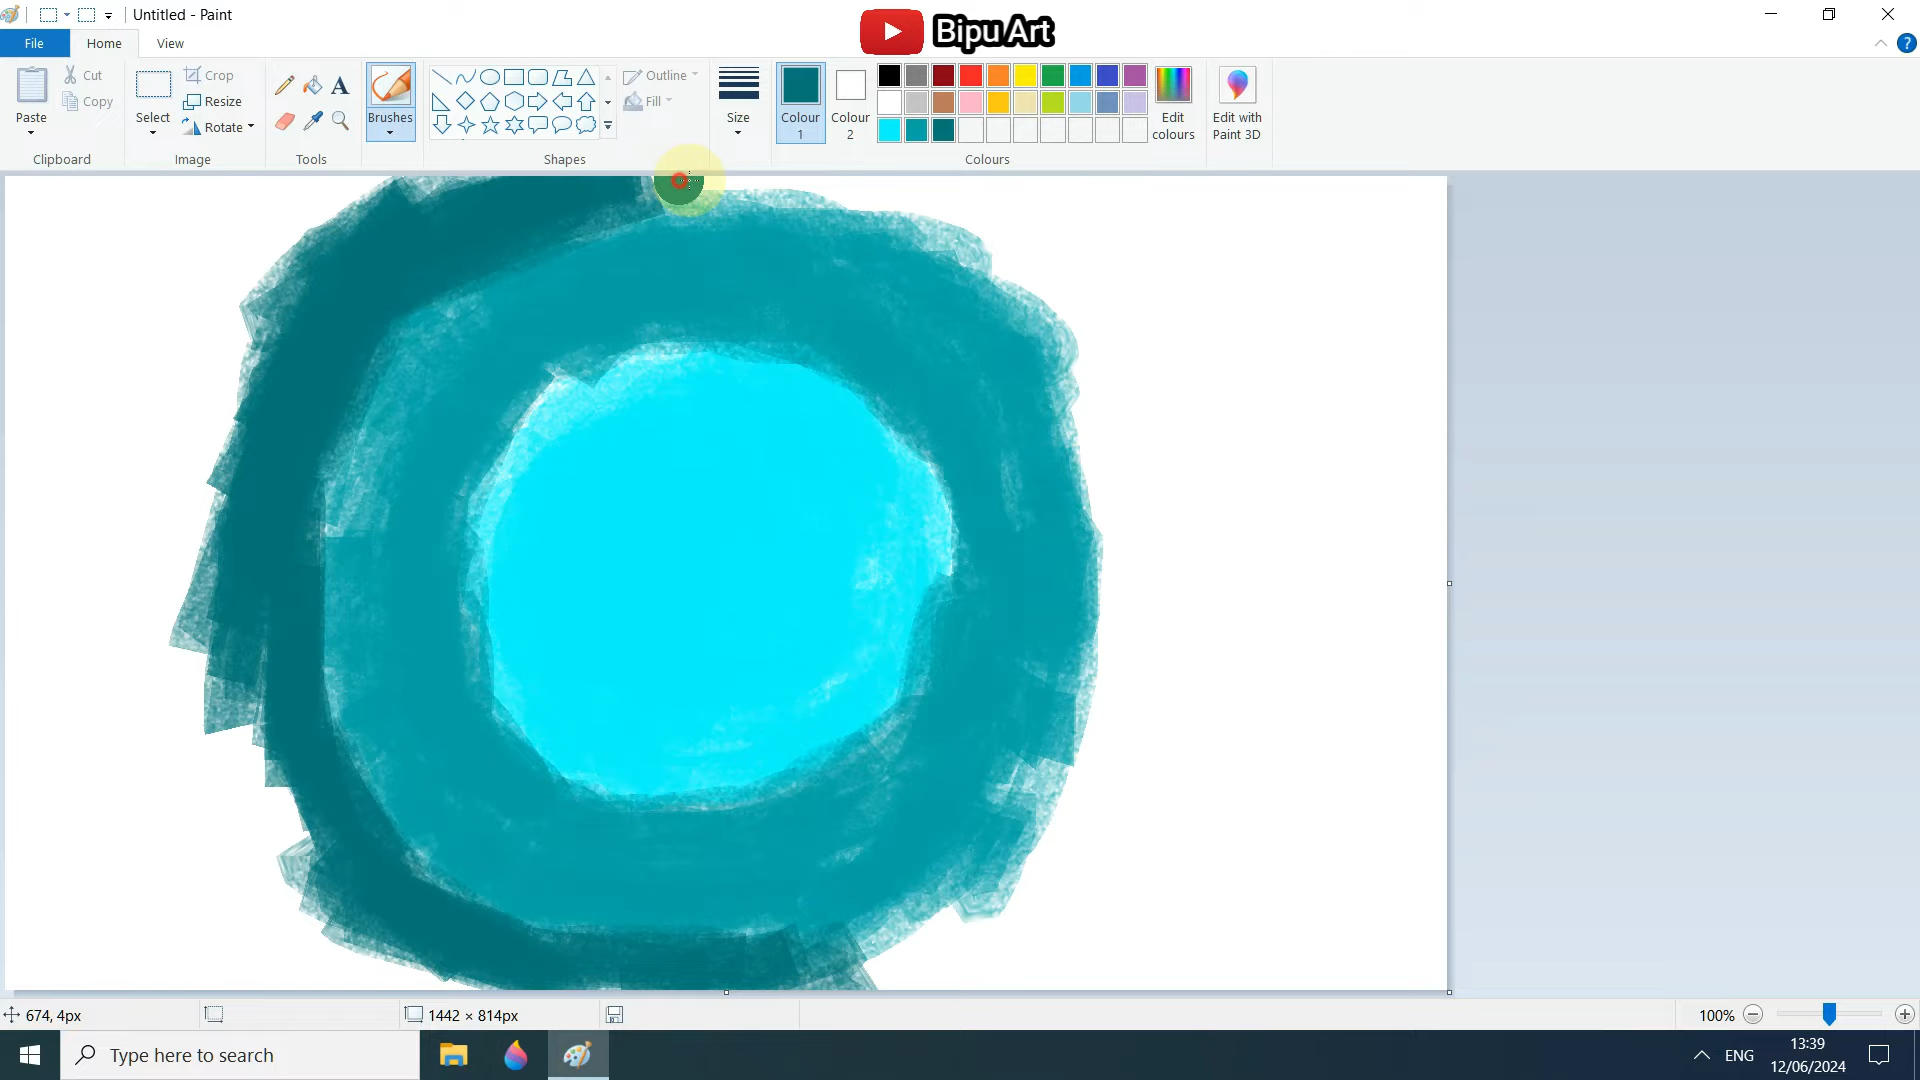 Untitled - Paint
Bipu Art
File
Home
View
Paste
Cut
Copy
Clipboard
Select
Crop
Resize
Rotate
Image
Tools
Brushes
Shapes
Outline
Fill
Size
Colour
1
Colour
2
Colours
Edit
colours
Edit with
Paint 3D
674, 4px
1442 × 814px
100%
Type here to search
ENG
13:39
12/06/2024